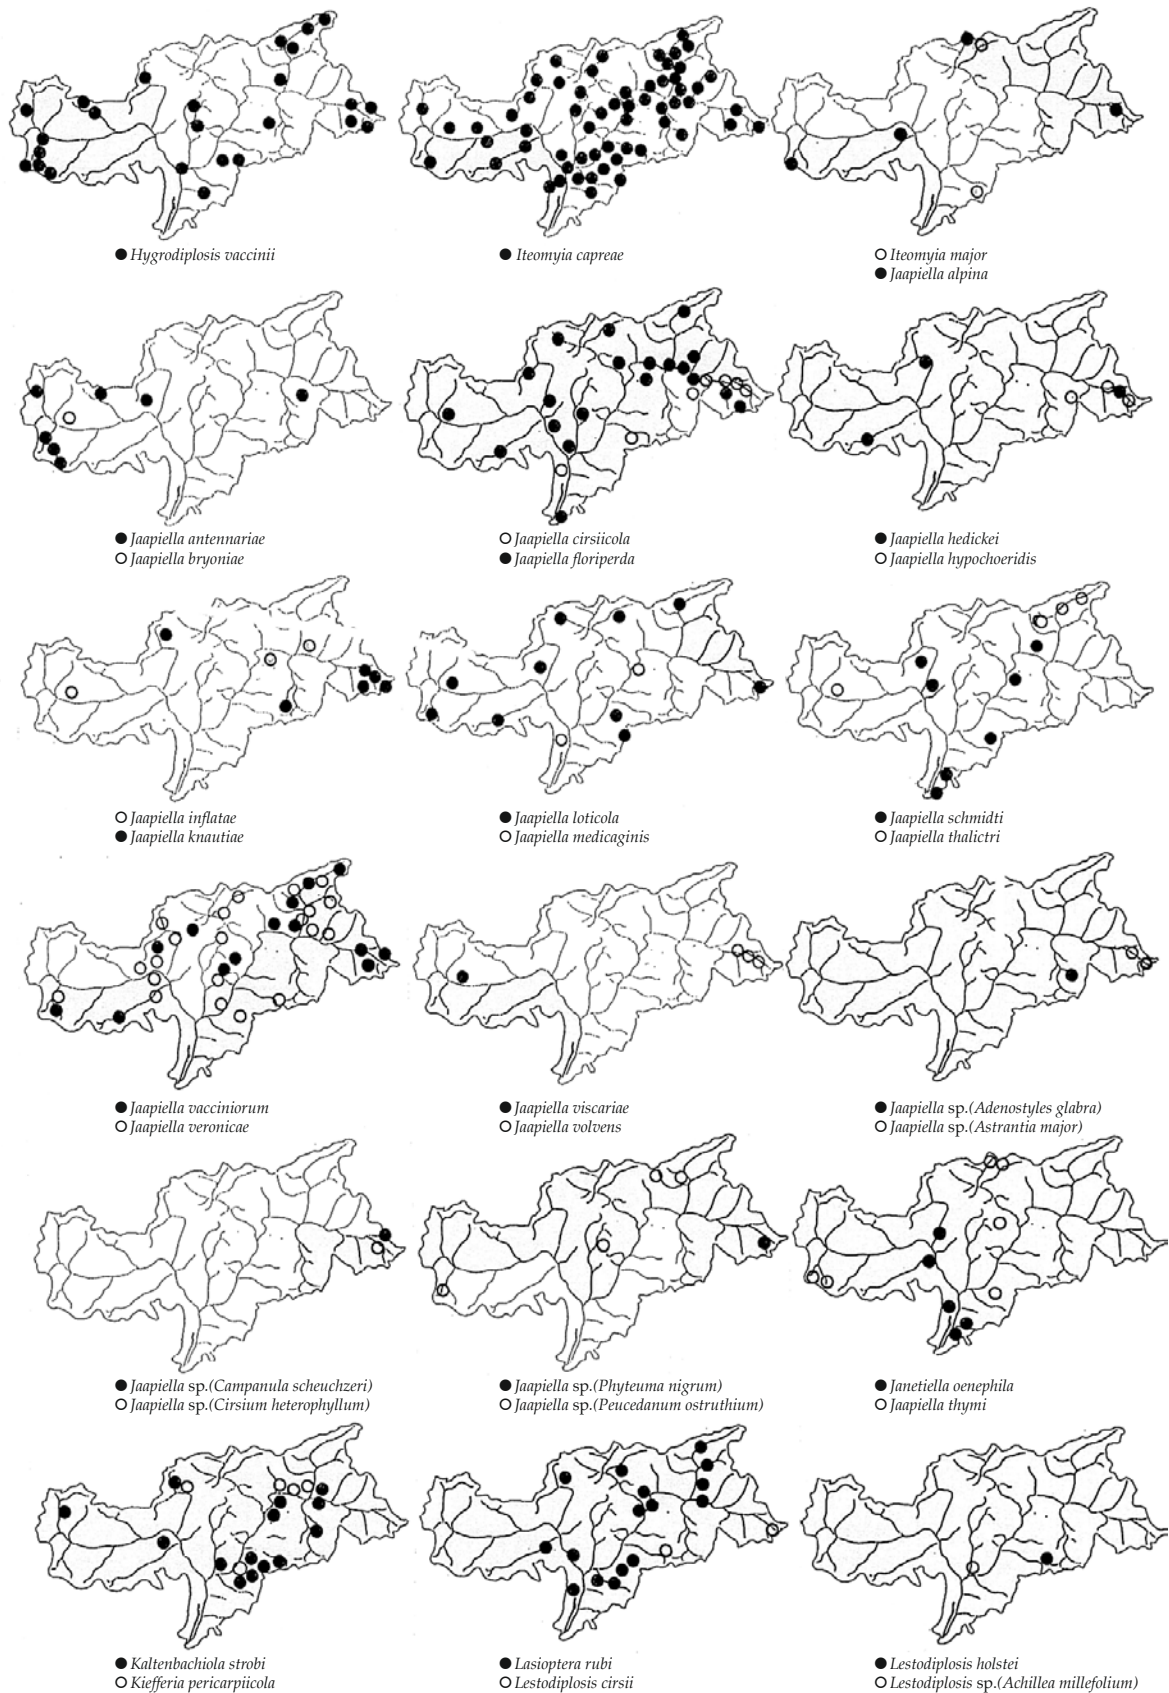 ● Hygrodiplosis vaccinii
● Iteomyia capreae
○ Iteomyia major
● Jaapiella alpina
● Jaapiella antennariae
○ Jaapiella bryoniae
○ Jaapiella cirsiicola
● Jaapiella floriperda
● Jaapiella hedickei
○ Jaapiella hypochoeridis
○ Jaapiella inflatae
● Jaapiella knautiae
● Jaapiella loticola
○ Jaapiella medicaginis
● Jaapiella schmidti
○ Jaapiella thalictri
● Jaapiella vacciniorum
○ Jaapiella veronicae
● Jaapiella viscariae
○ Jaapiella volvens
● Jaapiella sp.(Adenostyles glabra)
○ Jaapiella sp.(Astrantia major)
● Jaapiella sp.(Campanula scheuchzeri)
○ Jaapiella sp.(Cirsium heterophyllum)
● Jaapiella sp.(Phyteuma nigrum)
○ Jaapiella sp.(Peucedanum ostruthium)
● Janetiella oenephila
○ Jaapiella thymi
● Kaltenbachiola strobi
○ Kiefferia pericarpiicola
● Lasioptera rubi
○ Lestodiplosis cirsii
● Lestodiplosis holstei
○ Lestodiplosis sp.(Achillea millefolium)